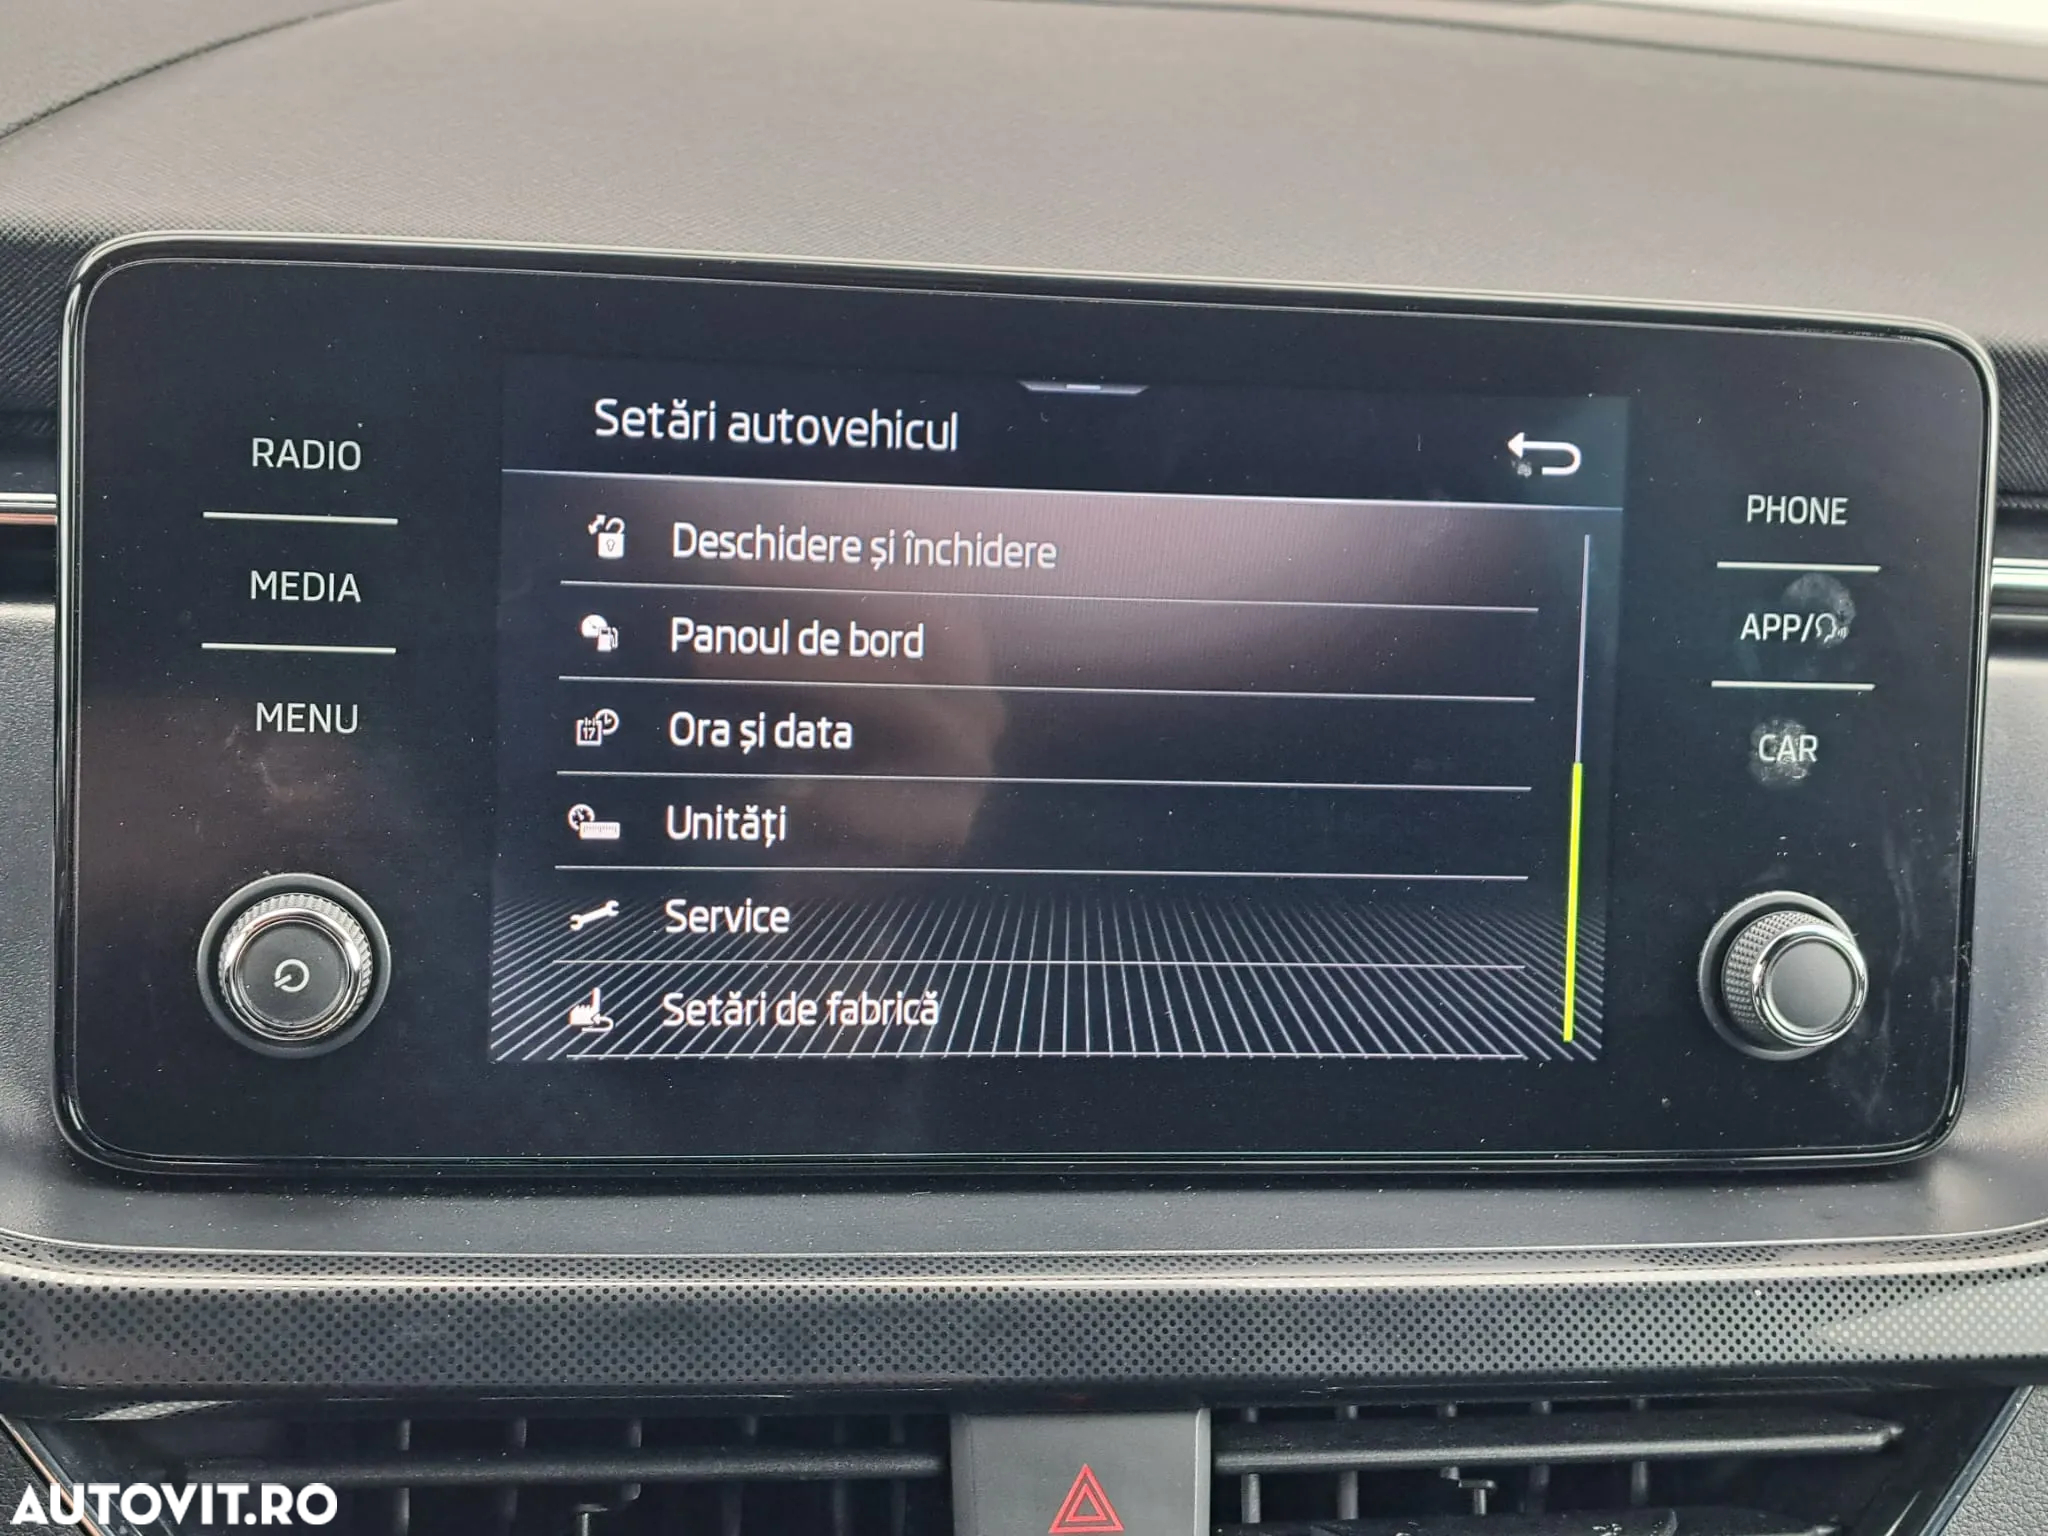 Setări autovehicul
RADIO
MEDIA
MENU
Deschidere și închidere
Panoul de bord
17
Ora și data
Unități
Service
Setări de fabrică
PHONE
APP/
CAR
AUTOVIT.RO